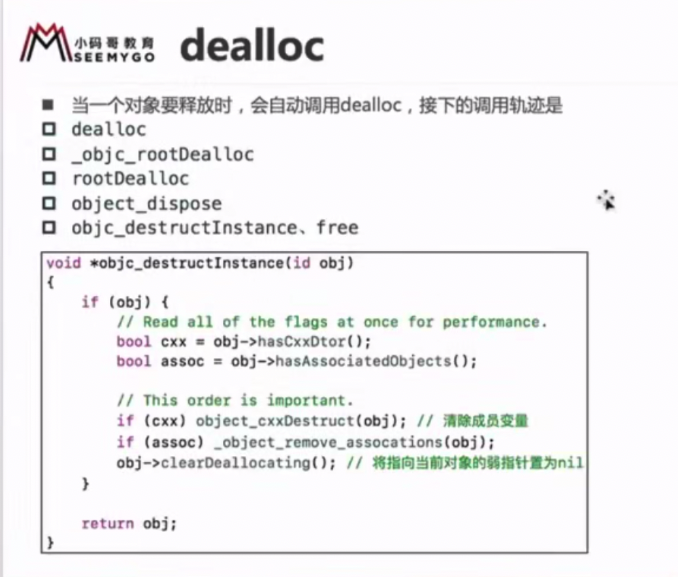 小码哥教育
SEEMYGO
dealloc
当一个对象要释放时，会自动调用dealloc，接下的调用轨迹是
dealloc
_objc_rootDealloc
rootDealloc
object_dispose
objc_destructInstance、free
void *objc_destructInstance(id obj)
{
    if (obj) {
        // Read all of the flags at once for performance.
        bool cxx = obj->hasCxxDtor();
        bool assoc = obj->hasAssociatedObjects();

        // This order is important.
        if (cxx) object_cxxDestruct(obj); // 清除成员变量
        if (assoc) _object_remove_assocations(obj);
        obj->clearDeallocating(); // 将指向当前对象的弱指针置为nil
    }

    return obj;
}